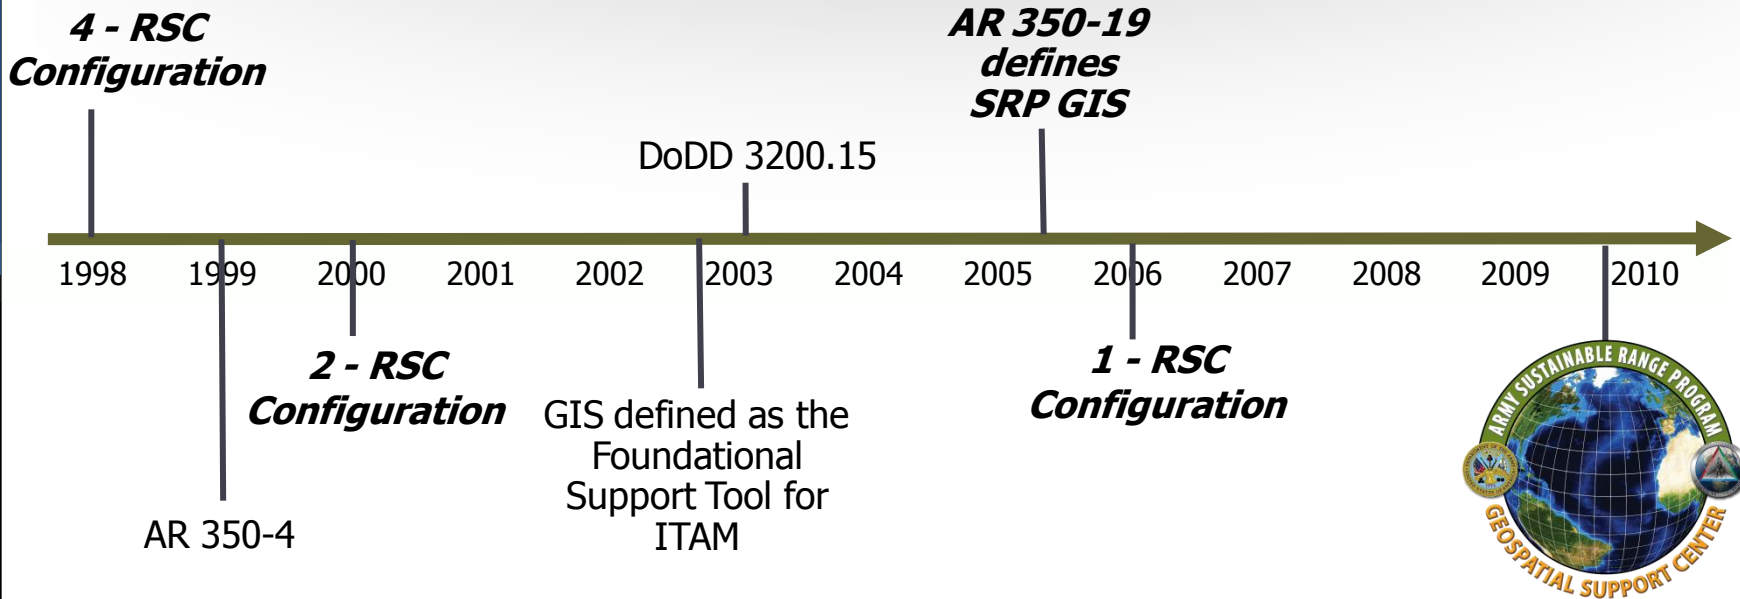 4 - RSC
Configuration
AR 350-19
defines
SRP GIS
DoDD 3200.15
1998 1999 2000 2001 2002 2003 2004 2005 2006 2007 2008 2009 2010
2 - RSC
Configuration
GIS defined as the
Foundational
Support Tool for
ITAM
AR 350-4
1 - RSC
Configuration
ARMY SUSTAINABLE RANGE PROGRAM
GEOSPATIAL SUPPORT CENTER